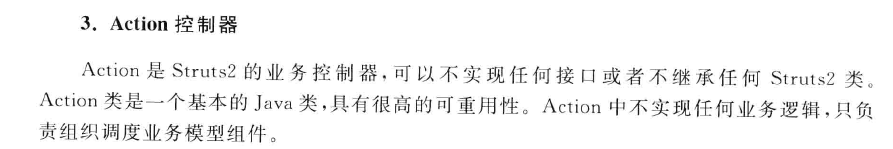 3. Action 控制器
Action 是 Struts2 的业务控制器,可以不实现任何接口或者不继承任何 Struts2 类。
Action 类是一个基本的 Java 类,具有很高的可重用性。Action 中不实现任何业务逻辑,只负
责组织调度业务模型组件。